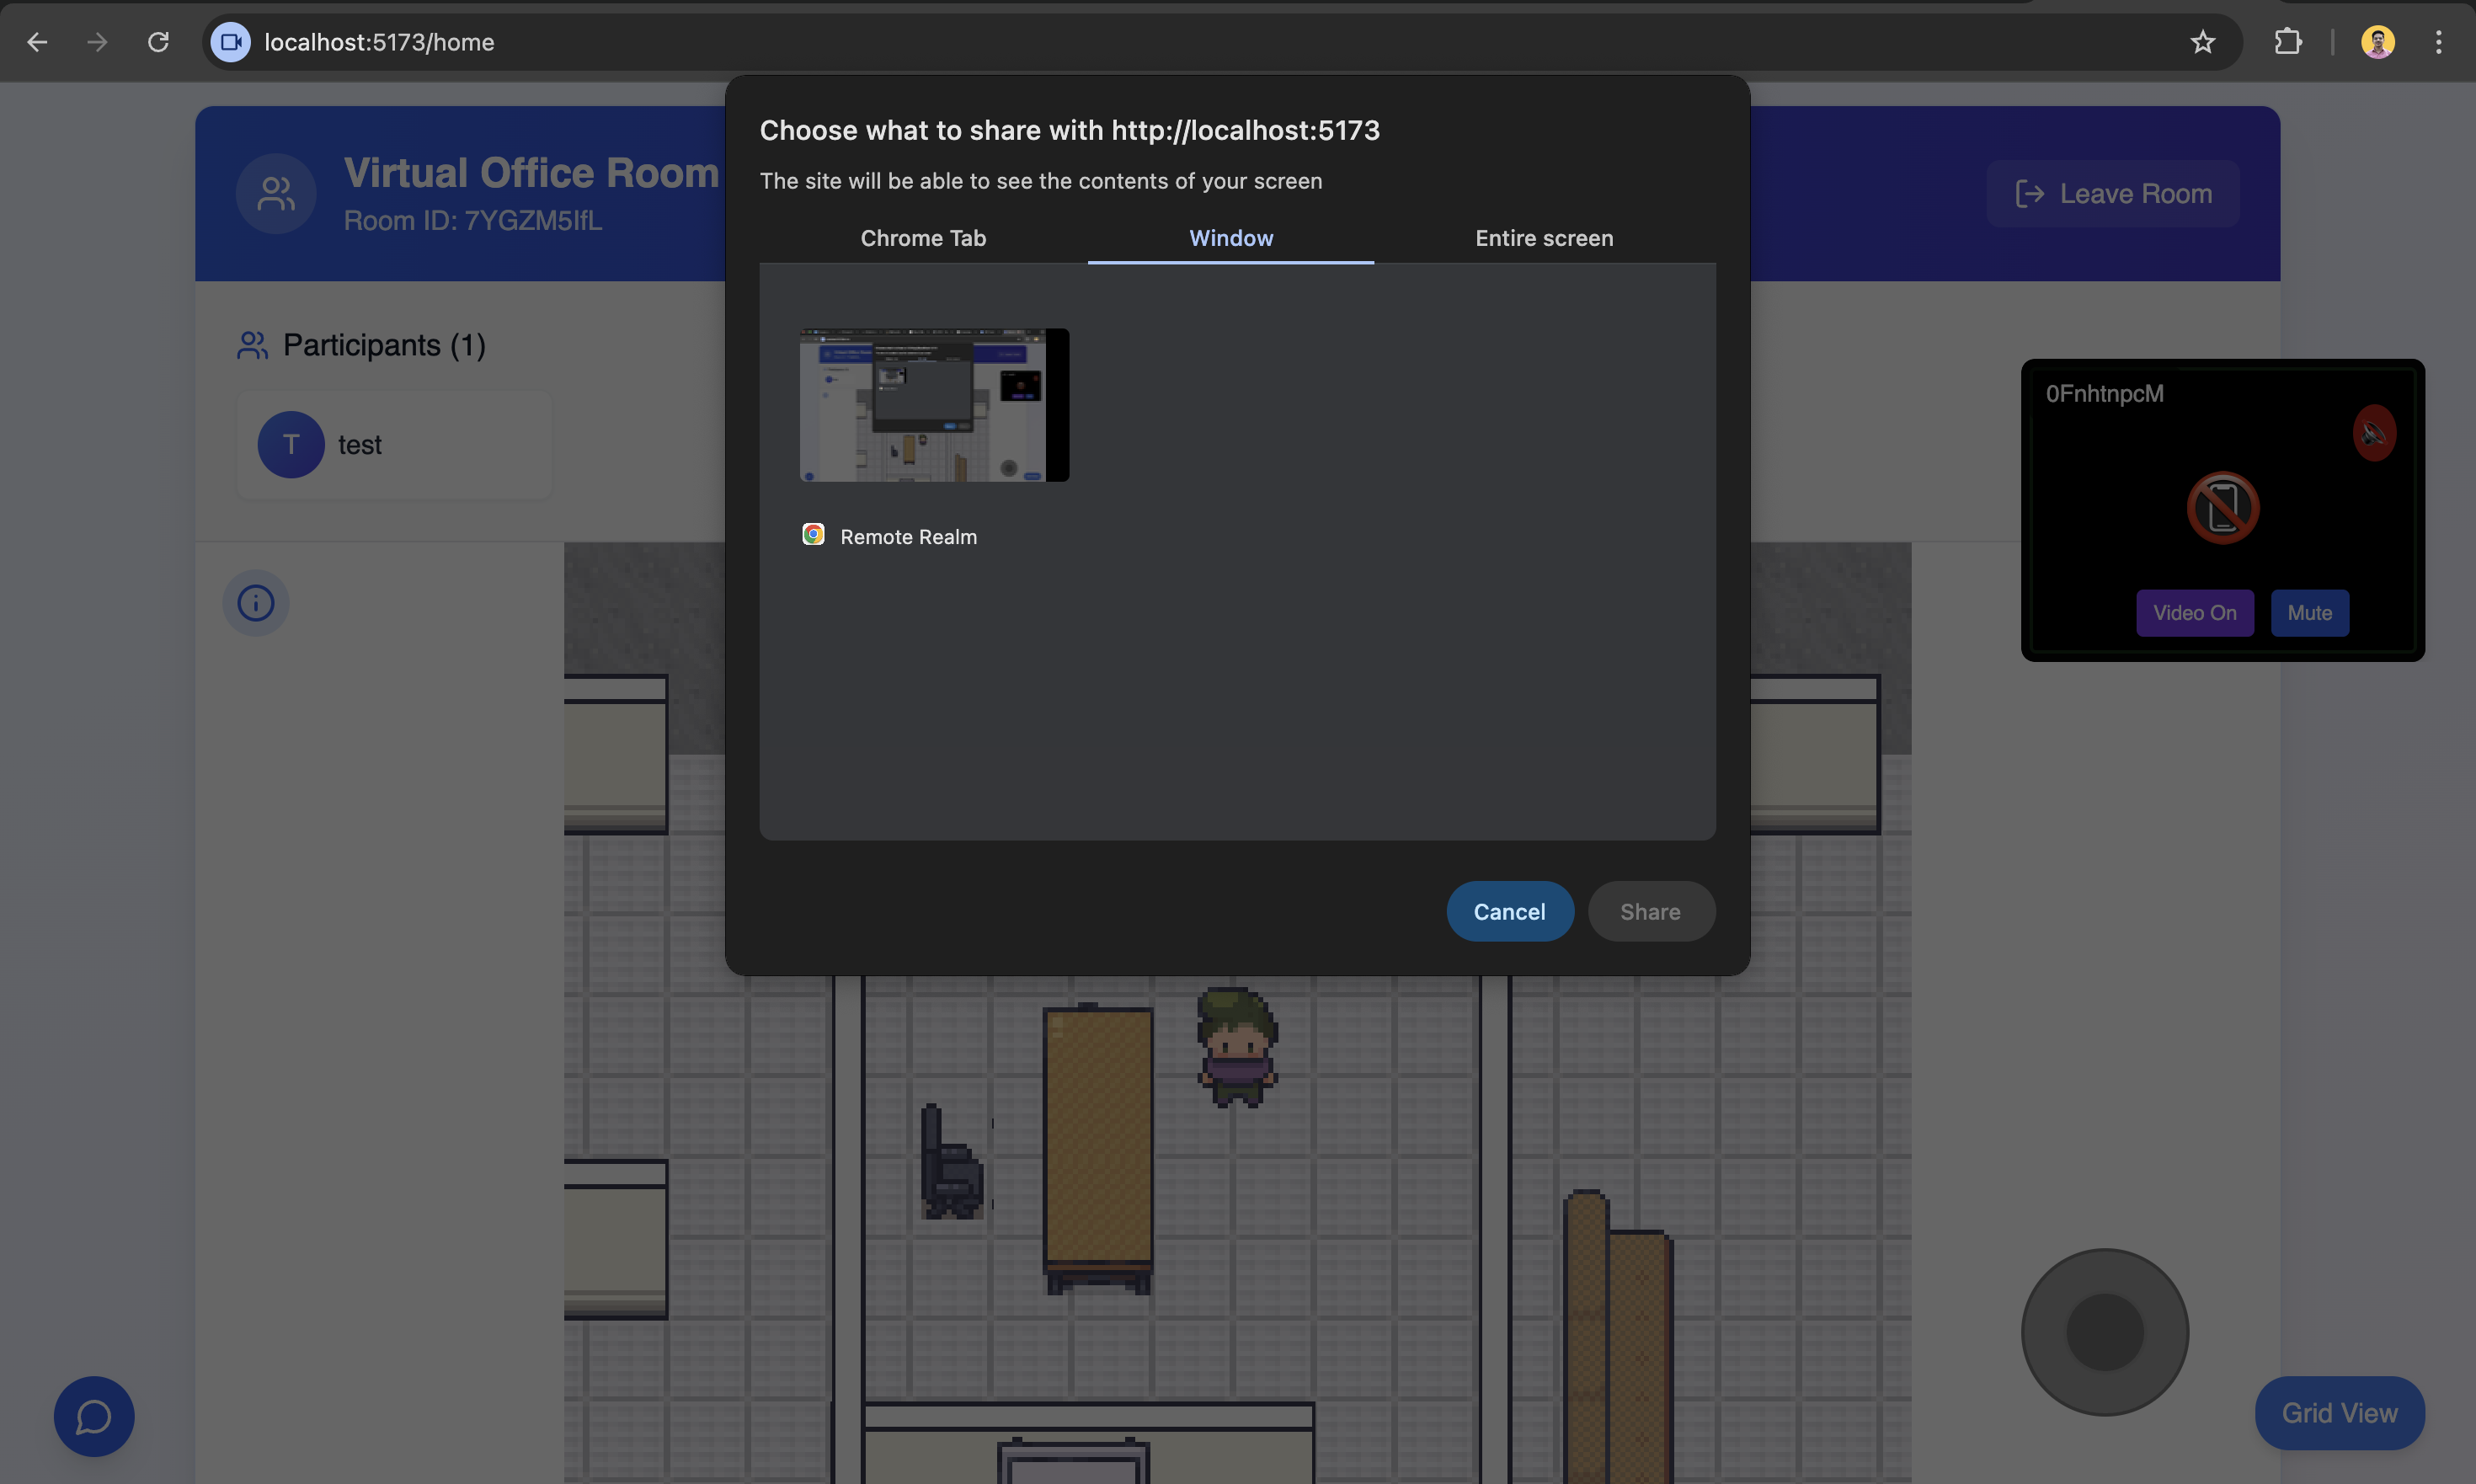 localhost:5173/home
Virtual Office Room
Room ID: 7YGZM5IfL
Leave Room
Participants (1)
T
test
Choose what to share with http://localhost:5173
The site will be able to see the contents of your screen
Chrome Tab
Window
Entire screen
Remote Realm
Cancel
Share
0FnhtnpcM
Video On
Mute
Grid View